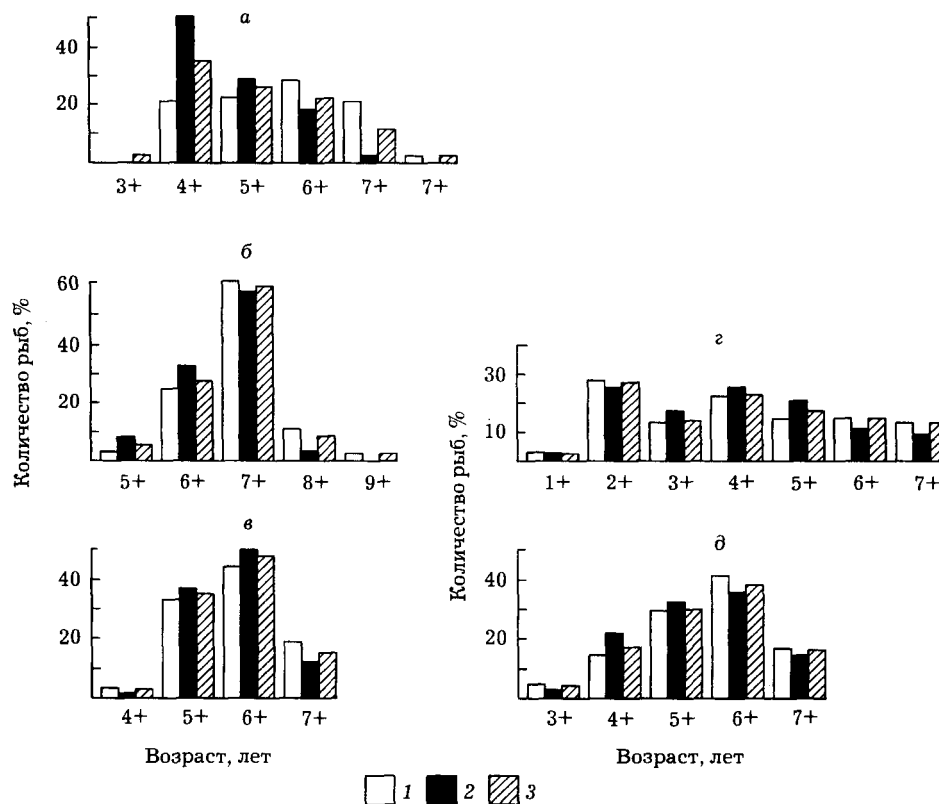 а
40
20
3+ 4+ 5+ 6+ 7+ 7+
б
60
40
20
5+ 6+ 7+ 8+ 9+
Количество рыб, %
в
40
20
4+ 5+ 6+ 7+
Возраст, лет
г
30
10
1+ 2+ 3+ 4+ 5+ 6+ 7+
Количество рыб, %
д
40
20
3+ 4+ 5+ 6+ 7+
Возраст, лет
1 2 3